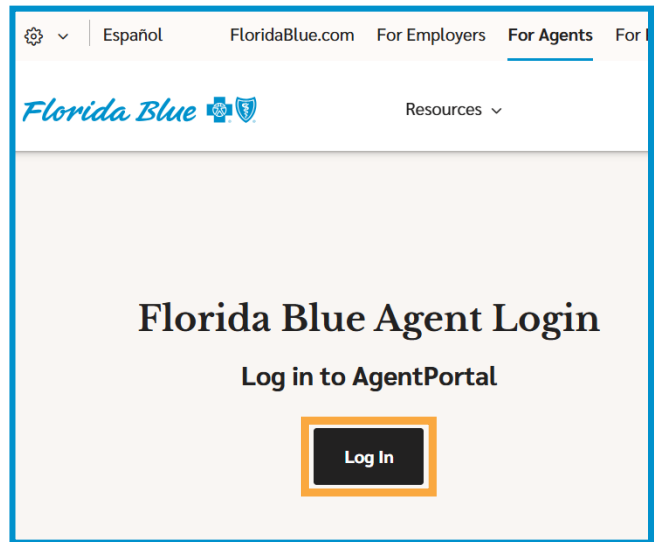 Español FloridaBlue.com For Employers For Agents For
Florida Blue Resources
Florida Blue Agent Login
Log in to AgentPortal
Log In